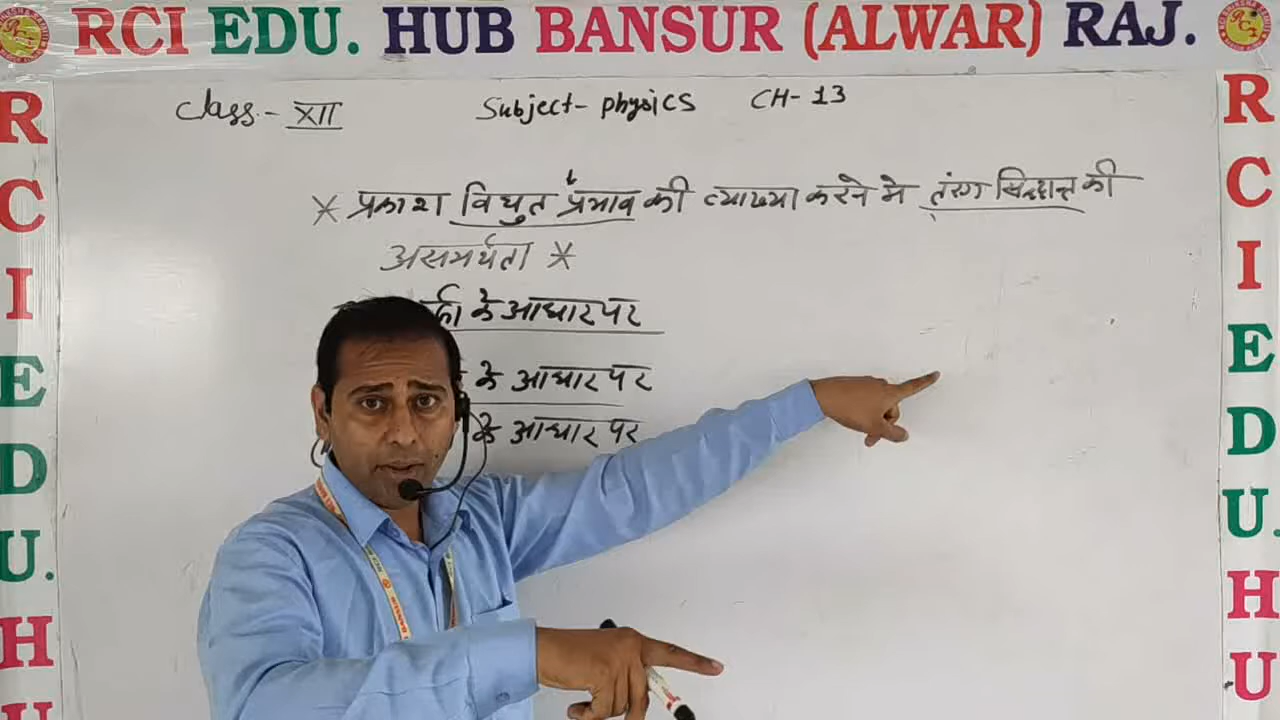 RCI EDU. HUB BANSUR (ALWAR) RAJ.
Class - XII Subject - physics CH - 13
* प्रकाश विद्युत प्रभाव की व्याख्या करने मे तंरग सिद्धान्त की
असमर्थता *
के आधार पर
के आधार पर
के आधार पर
R C I E D U. H U
R C I E D U. H U
BANSUR